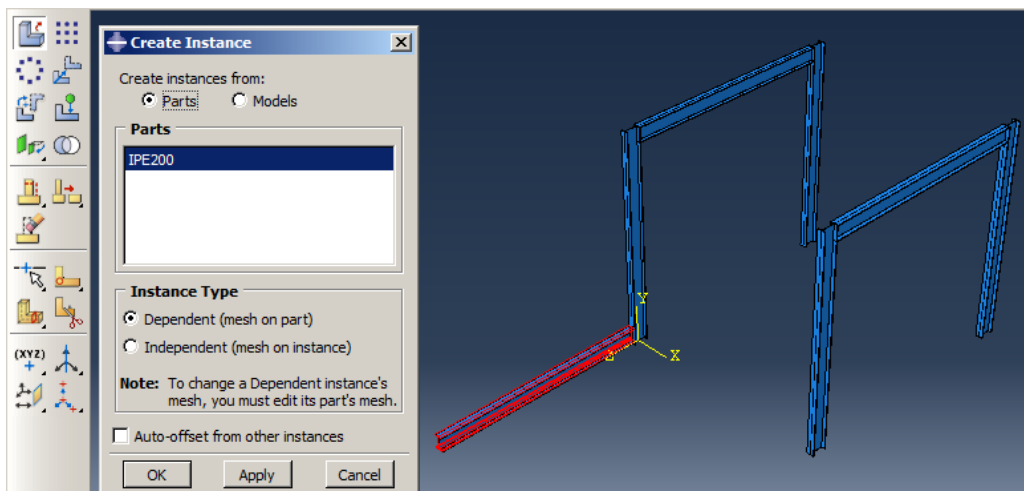 Create Instance
Create instances from:
Parts Models
Parts
IPE200
Instance Type
Dependent (mesh on part)
Independent (mesh on instance)
Note: To change a Dependent instance's
mesh, you must edit its part's mesh.
Auto-offset from other instances
OK Apply Cancel
(XYZ)
Y
X
Z